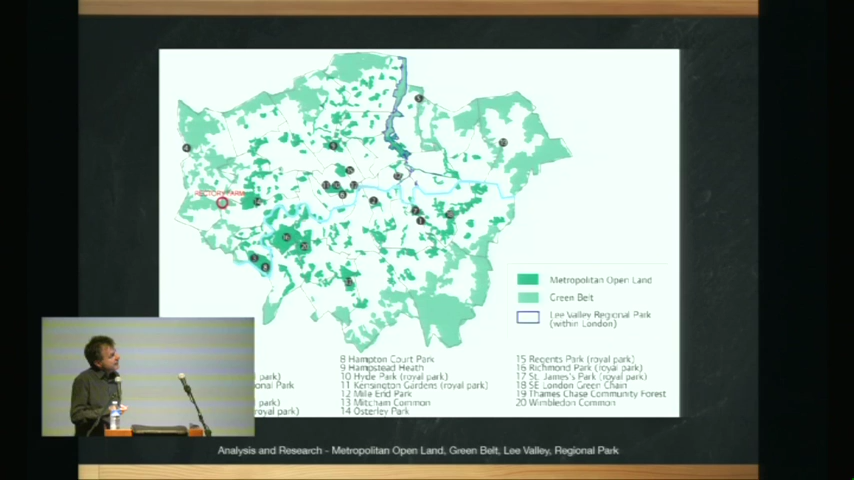 RECTORY FARM
Metropolitan Open Land
Green Belt
Lee Valley Regional Park
(within London)
park)
onal Park
park)
royal park)
8 Hampton Court Park
9 Hampstead Heath
10 Hyde Park (royal park)
11 Kensington Gardens (royal park)
12 Mile End Park
13 Mitcham Common
14 Osterley Park
15 Regents Park (royal park)
16 Richmond Park (royal park)
17 St. James's Park (royal park)
18 SE London Green Chain
19 Thames Chase Community Forest
20 Wimbledon Common
Analysis and Research - Metropolitan Open Land, Green Belt, Lee Valley, Regional Park